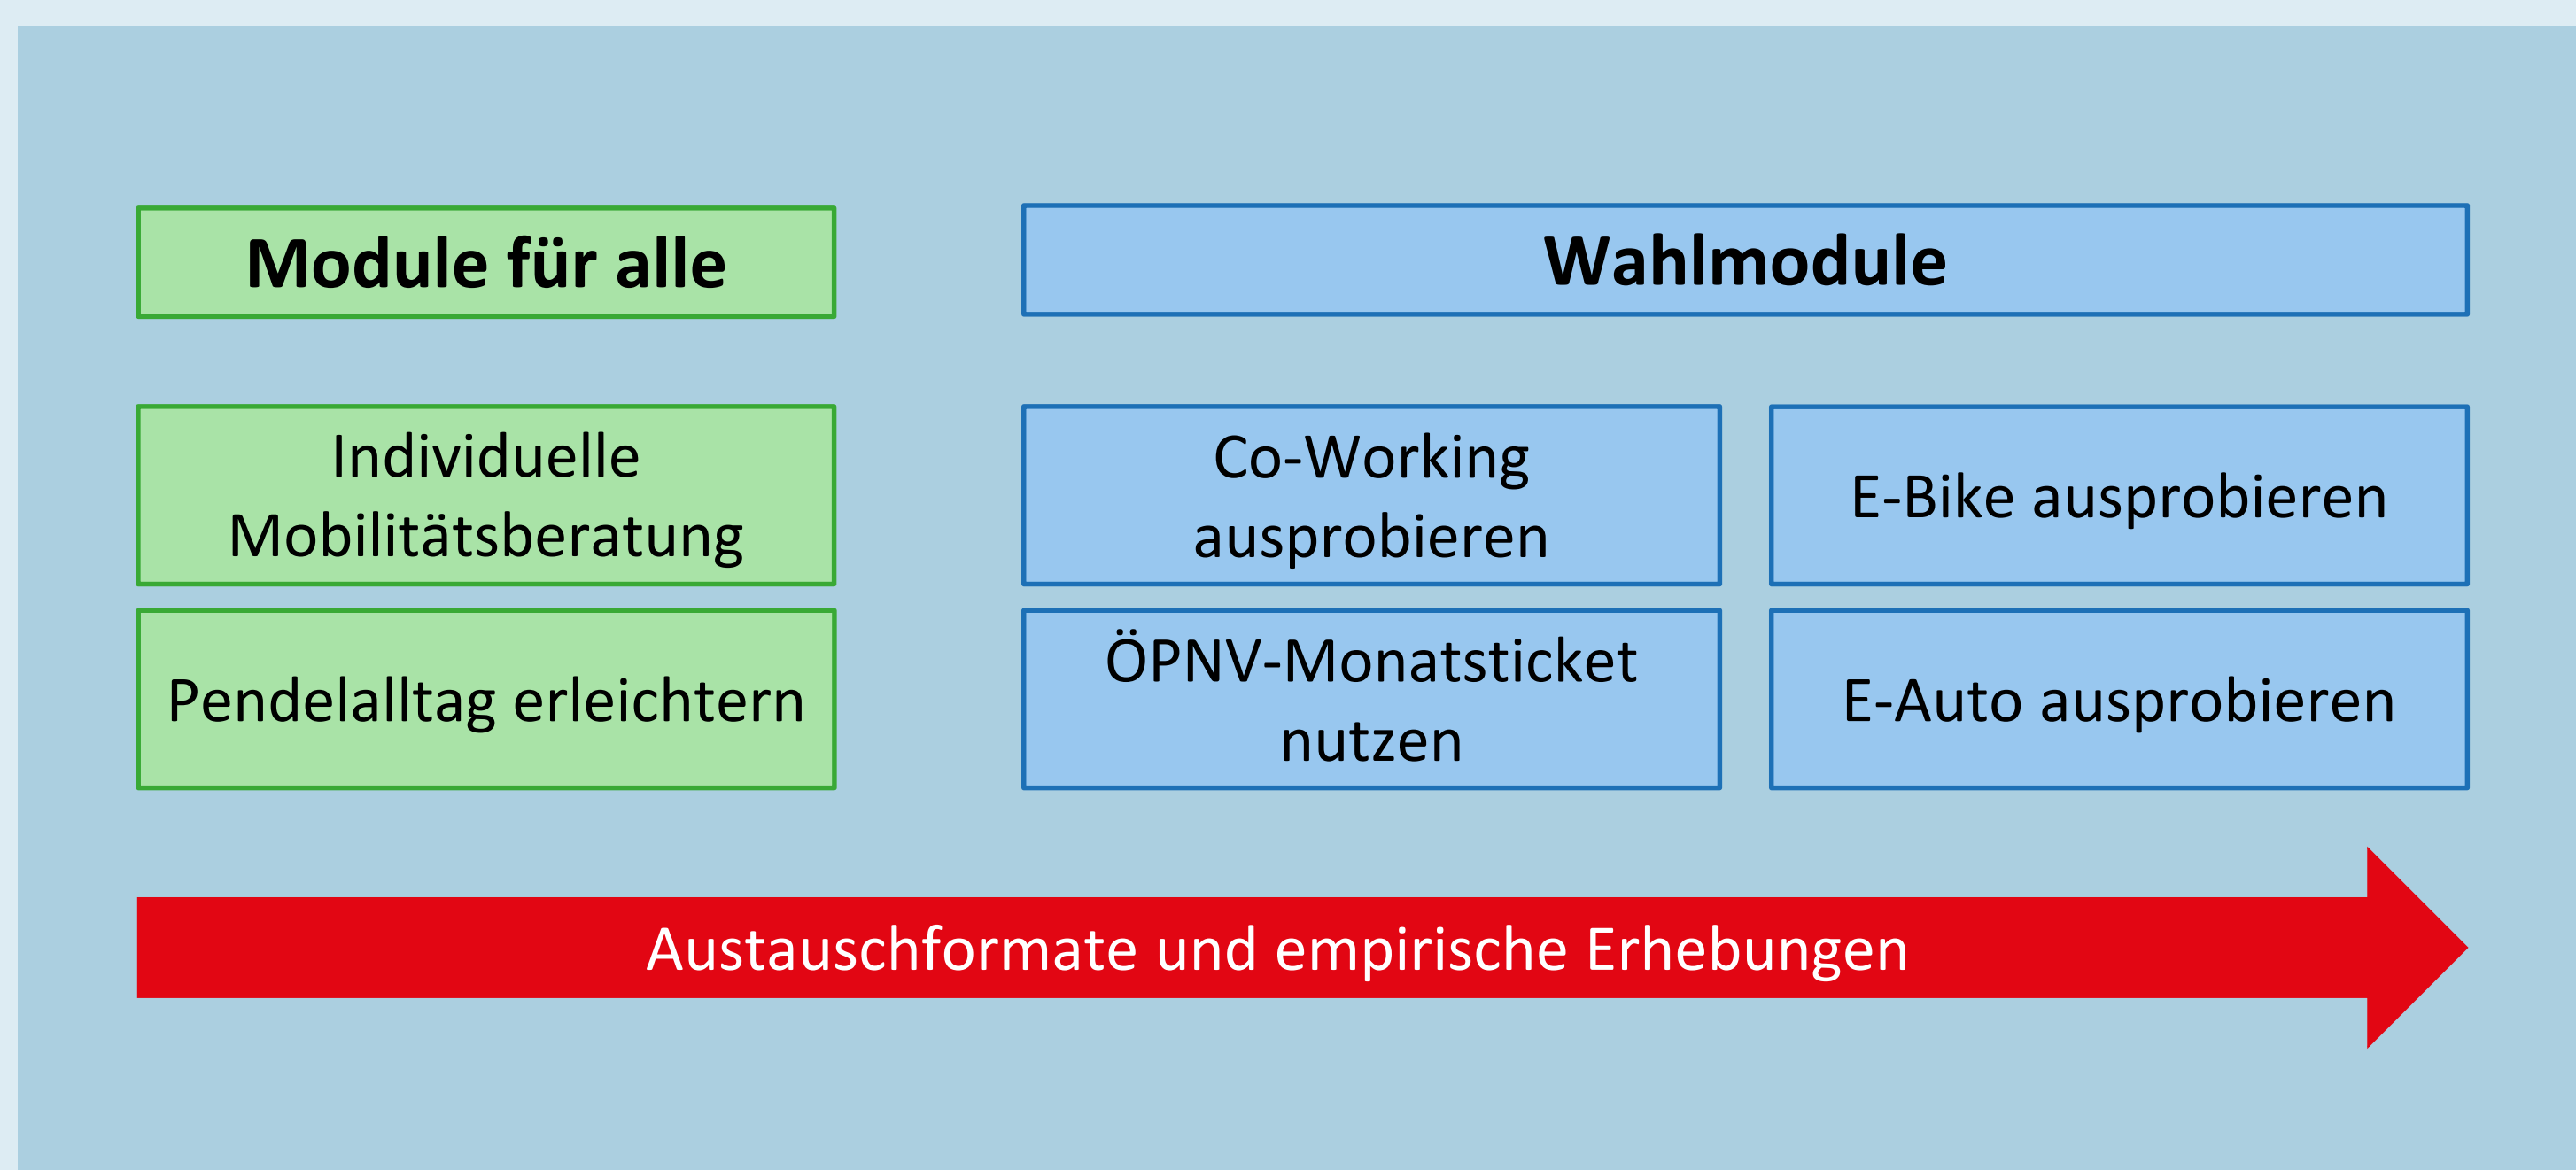 Module für alle
Wahlmodule
Individuelle
Mobilitätsberatung
Co-Working
ausprobieren
E-Bike ausprobieren
Pendelalltag erleichtern
ÖPNV-Monatsticket
nutzen
E-Auto ausprobieren
Austauschformate und empirische Erhebungen